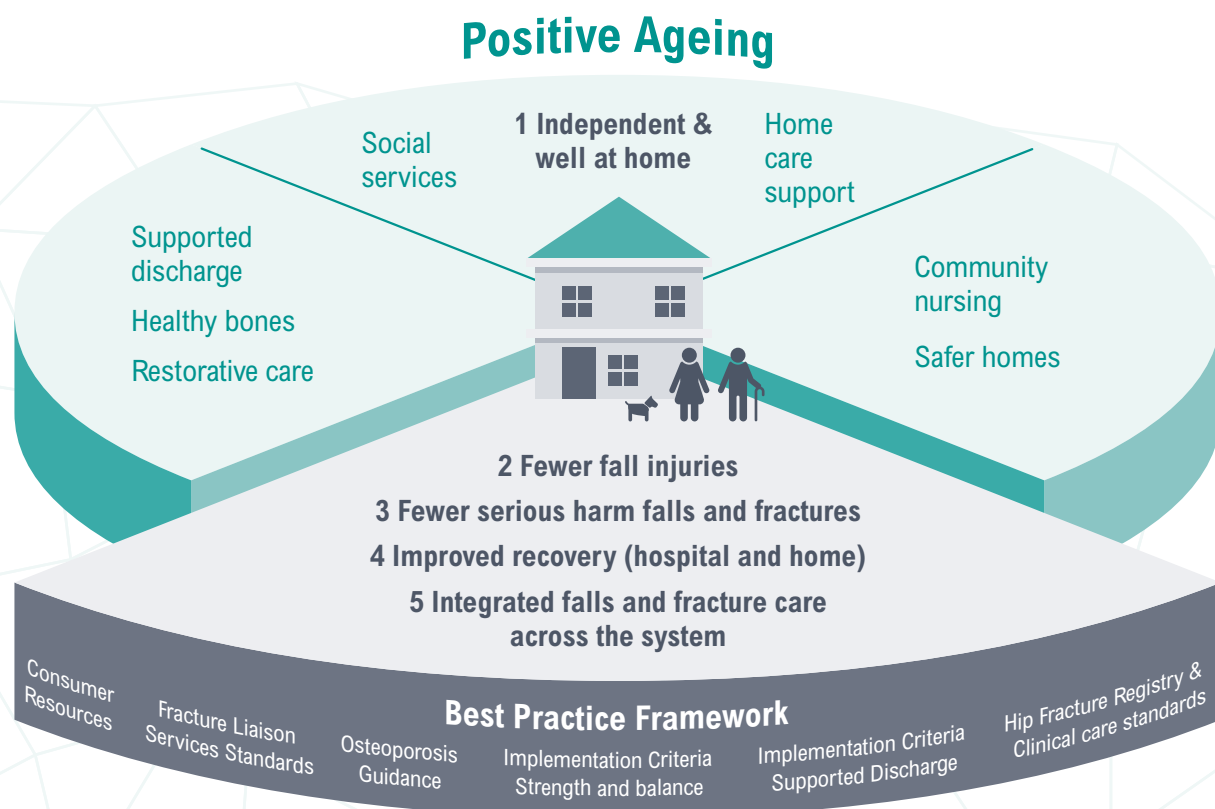 Positive Ageing
Social
services
1 Independent &
well at home
Home
care
support
Supported
discharge
Healthy bones
Restorative care
Community
nursing
Safer homes
2 Fewer fall injuries
3 Fewer serious harm falls and fractures
4 Improved recovery (hospital and home)
5 Integrated falls and fracture care
across the system
Best Practice Framework
Consumer
Resources
Fracture Liaison
Services Standards
Osteoporosis
Guidance
Implementation Criteria
Strength and balance
Implementation Criteria
Supported Discharge
Hip Fracture Registry &
Clinical care standards